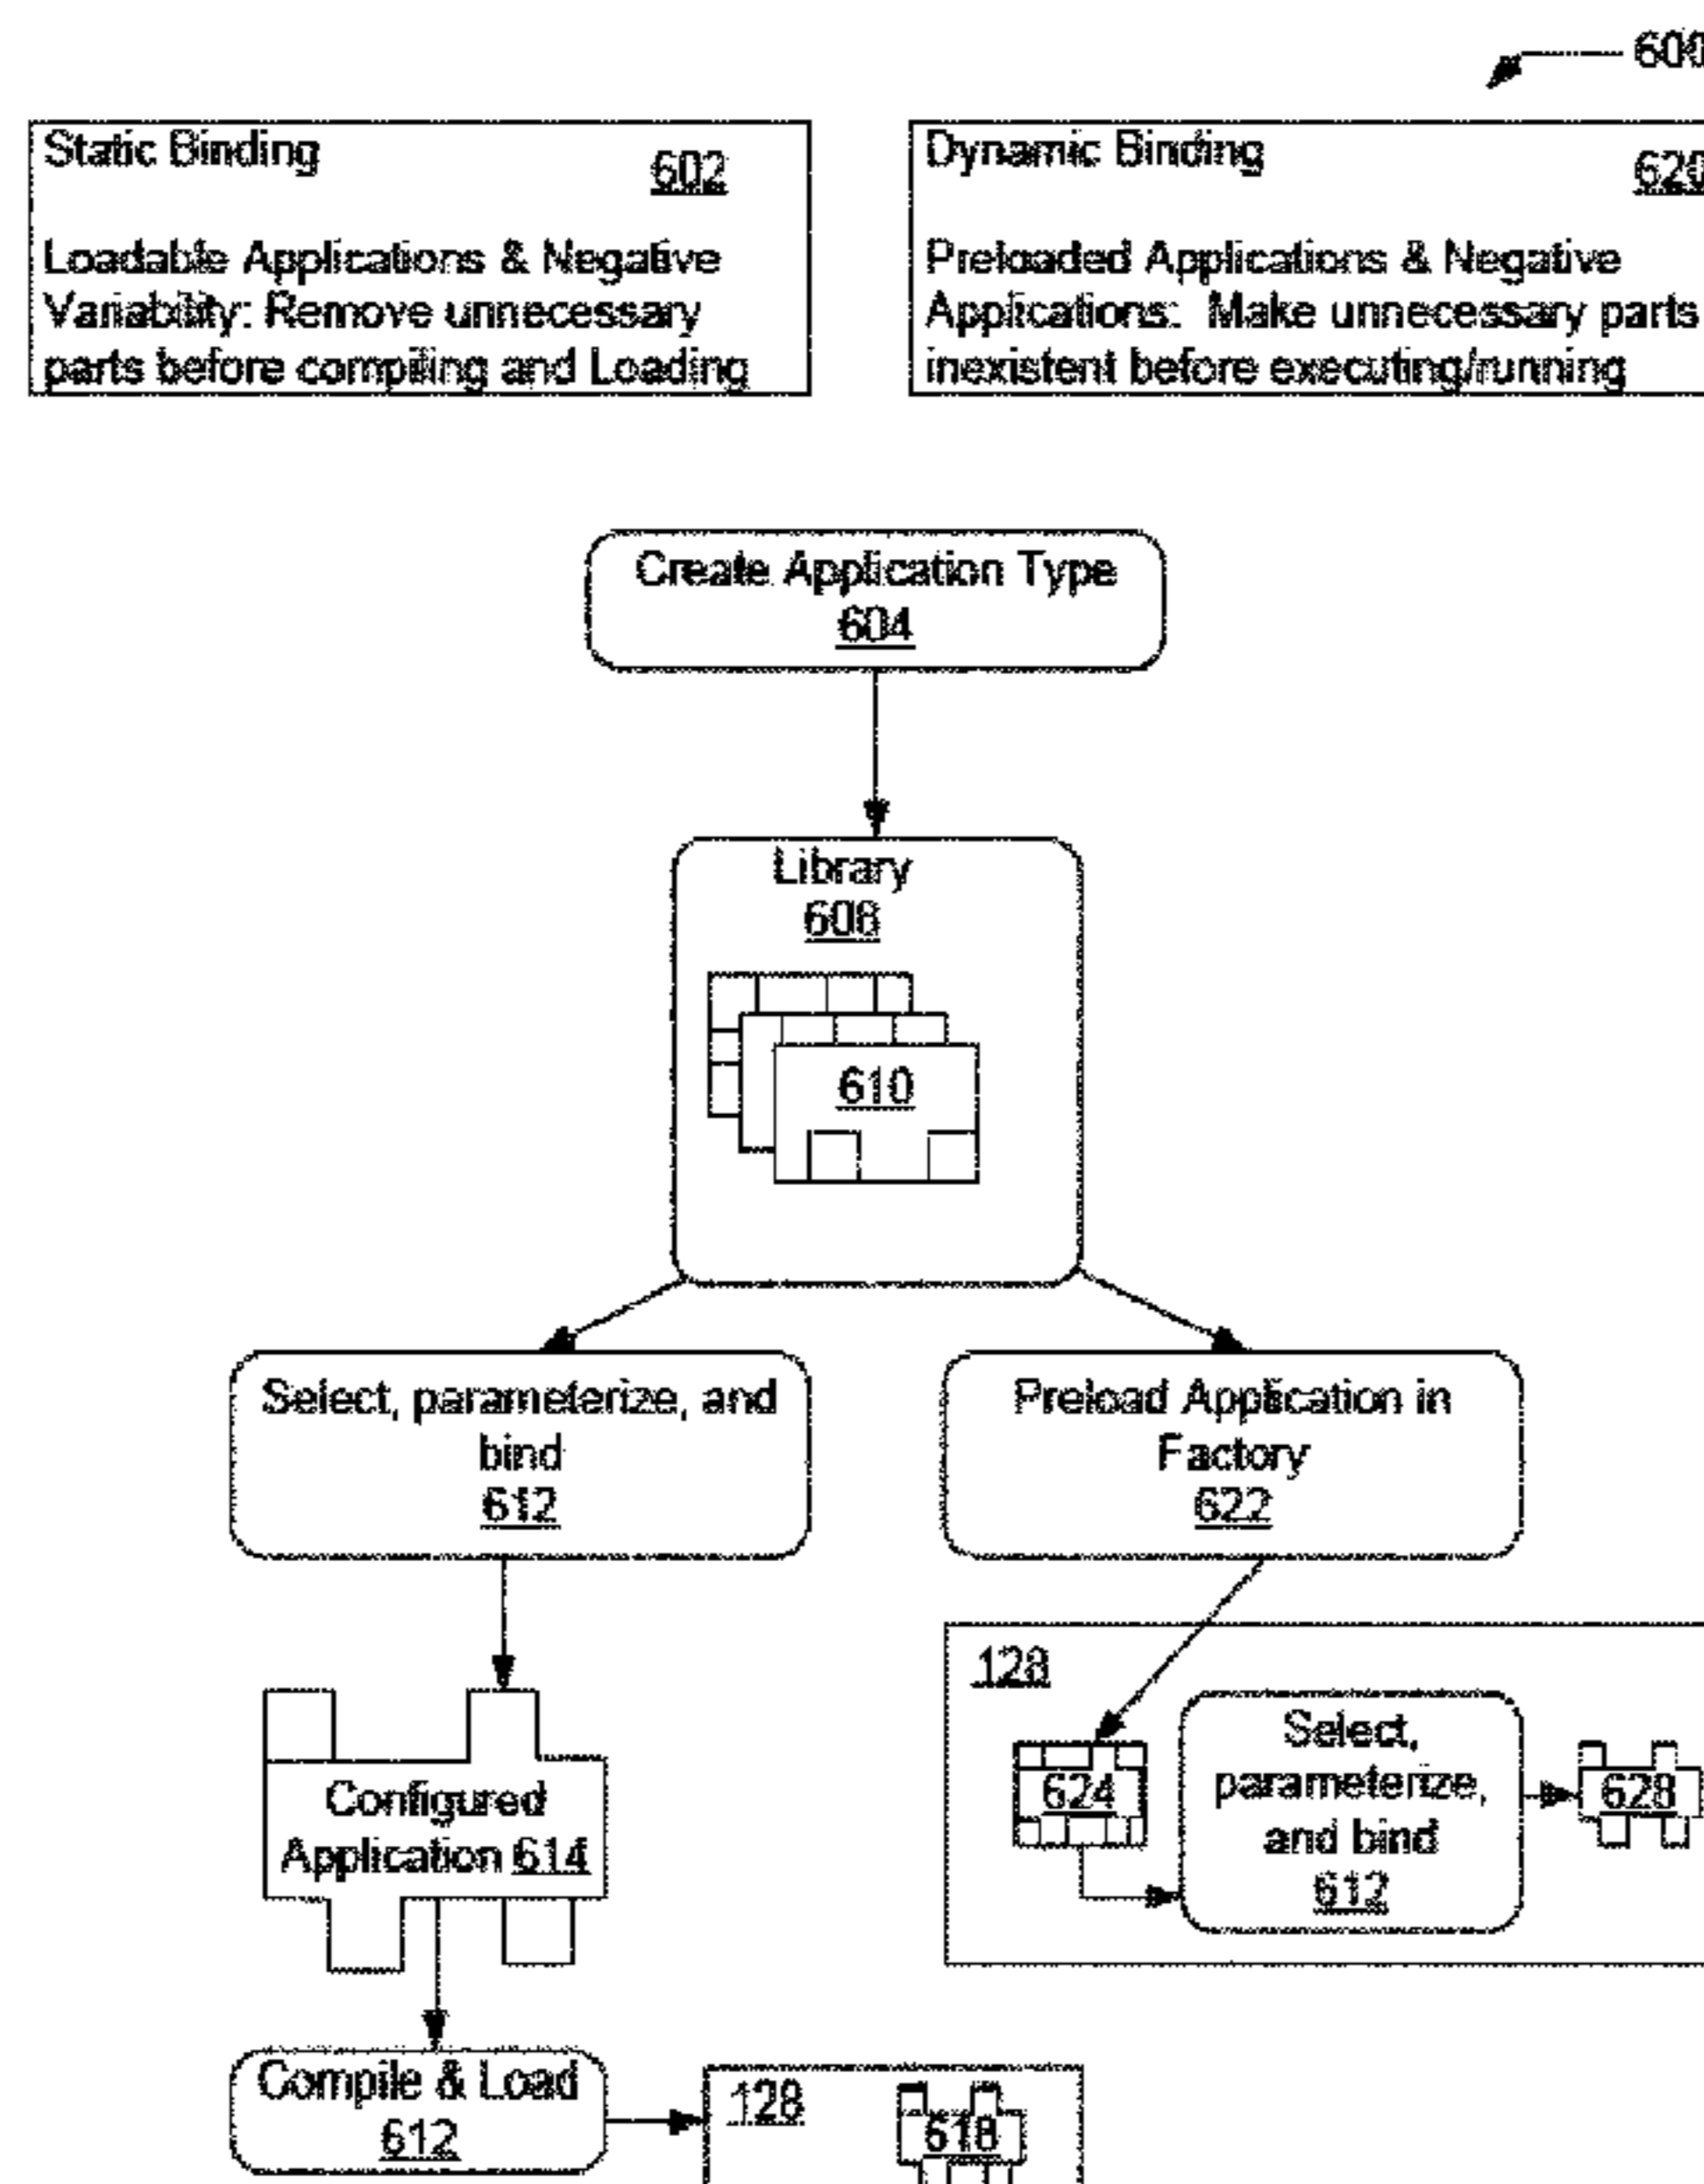 600
Static Binding
602
Loadable Applications & Negative
Variability: Remove unnecessary
parts before compiling and Loading
Dynamic Binding
620
Preloaded Applications & Negative
Applications: Make unnecessary parts
inexistent before executing/running
Create Application Type
604
Library
608
610
Select, parameterize, and
bind
612
Preload Application in
Factory
622
128
624
Select,
parameterize,
and bind
612
628
Configured
Application 614
Compile & Load
612
128
618